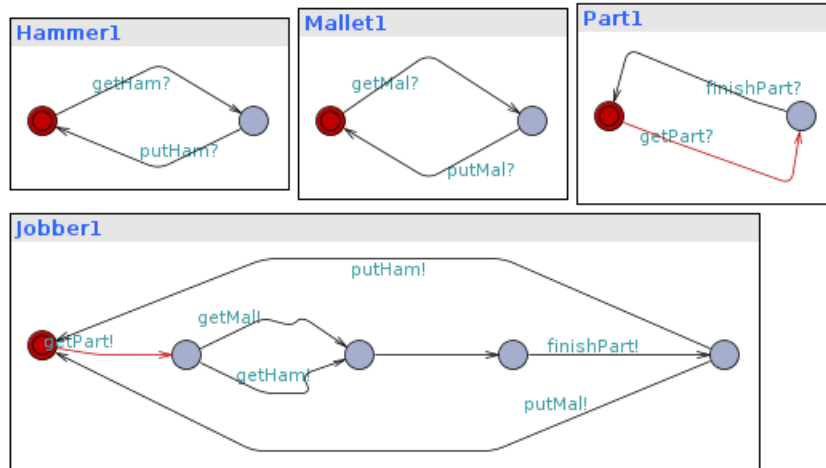 Hammer1
getHam?
putHam?
Mallet1
getMal?
putMal?
Part1
finishPart?
getPart?
Jobber1
putHam!
getMal!
getPart!
getHam!
finishPart!
putMal!